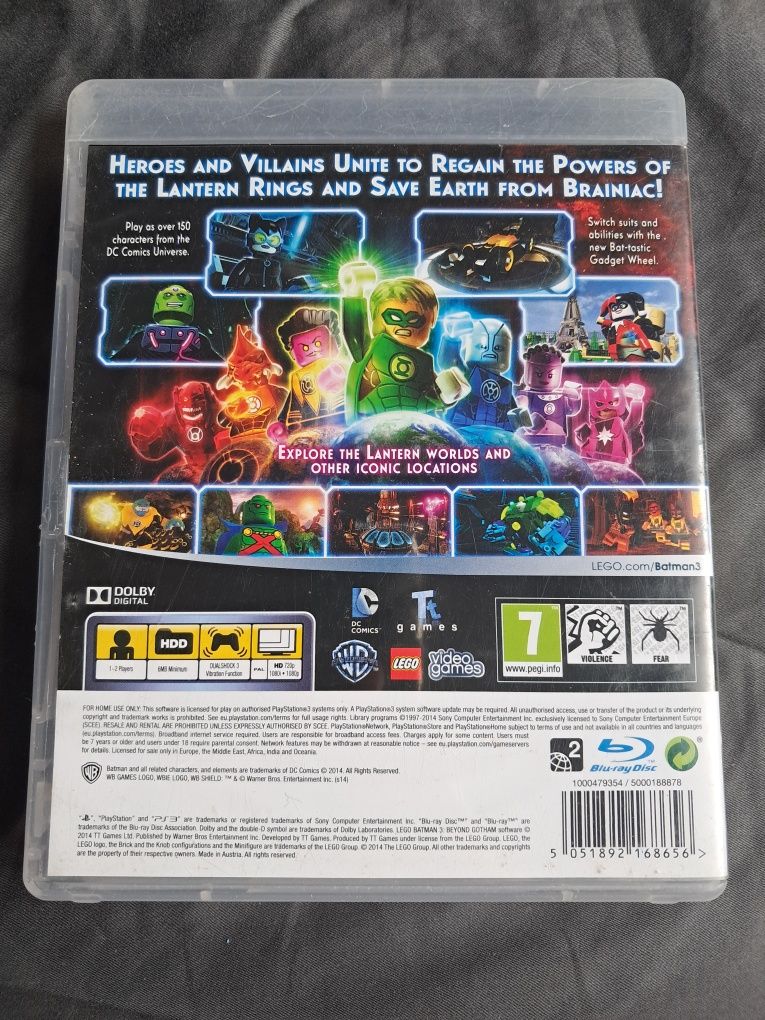 HEROES AND VILLAINS UNITE TO REGAIN THE POWERS OF
THE LANTERN RINGS AND SAVE EARTH FROM BRAINIAC!
Play as over 150
characters from the
DC Comics Universe.
Switch suits and
abilities with the
new Bat-tastic
Gadget Wheel.
EXPLORE THE LANTERN WORLDS AND
OTHER ICONIC LOCATIONS
LEGO.com/Batman3
DOLBY
DIGITAL
DC
COMICS™
Tt
games
1-2 Players
HDD
6MB Minimum
DUALSHOCK 3
Vibration Function
PAL
HD 720p
1080i • 1080p
WB
LEGO
video
games
7
www.pegi.info
VIOLENCE
FEAR
FOR HOME USE ONLY: This software is licensed for play on authorised PlayStation®3 systems only. A PlayStation®3 system software update may be required. All unauthorised access, use or transfer of the product or its underlying
copyright and trademark works is prohibited. See eu.playstation.com/terms for full usage rights. Library programs ©1997-2014 Sony Computer Entertainment Inc. exclusively licensed to Sony Computer Entertainment Europe
(SCEE). RESALE AND RENTAL ARE PROHIBITED UNLESS EXPRESSLY AUTHORISED BY SCEE. PlayStation®Network, PlayStation®Store and PlayStation®Home subject to terms of use and not available in all countries and languages
(eu.playstation.com/terms). Broadband internet service required. Users are responsible for broadband access fees. Charges apply for some content. Users must
be 7 years or older and users under 18 require parental consent. Network features may be withdrawn at reasonable notice – see eu.playstation.com/gameservers
for details. Licensed for sale only in Europe, the Middle East, Africa, India and Oceania.
2
Blu-ray Disc™
WB
Batman and all related characters, and elements are trademarks of DC Comics © 2014. All Rights Reserved.
WB GAMES LOGO, WBIE LOGO, WB SHIELD: ™ & © Warner Bros. Entertainment Inc. (s14)
1000479354 / 5000188878
"PS", "PlayStation" and "PS3" are trademarks or registered trademarks of Sony Computer Entertainment Inc. "Blu-ray Disc™" and "Blu-ray™" are
trademarks of the Blu-ray Disc Association. Dolby and the double-D symbol are trademarks of Dolby Laboratories. LEGO BATMAN 3: BEYOND GOTHAM software ©
2014 TT Games Ltd. Published by Warner Bros Entertainment Inc. Developed by TT Games. Produced by TT Games under license from the LEGO Group. LEGO, the
LEGO logo, the Brick and the Knob configurations and the Minifigure are trademarks of the LEGO Group. © 2014 The LEGO Group. All other trademarks and copyrights
are the property of their respective owners. Made in Austria. All rights reserved.
5 051892 168656 >